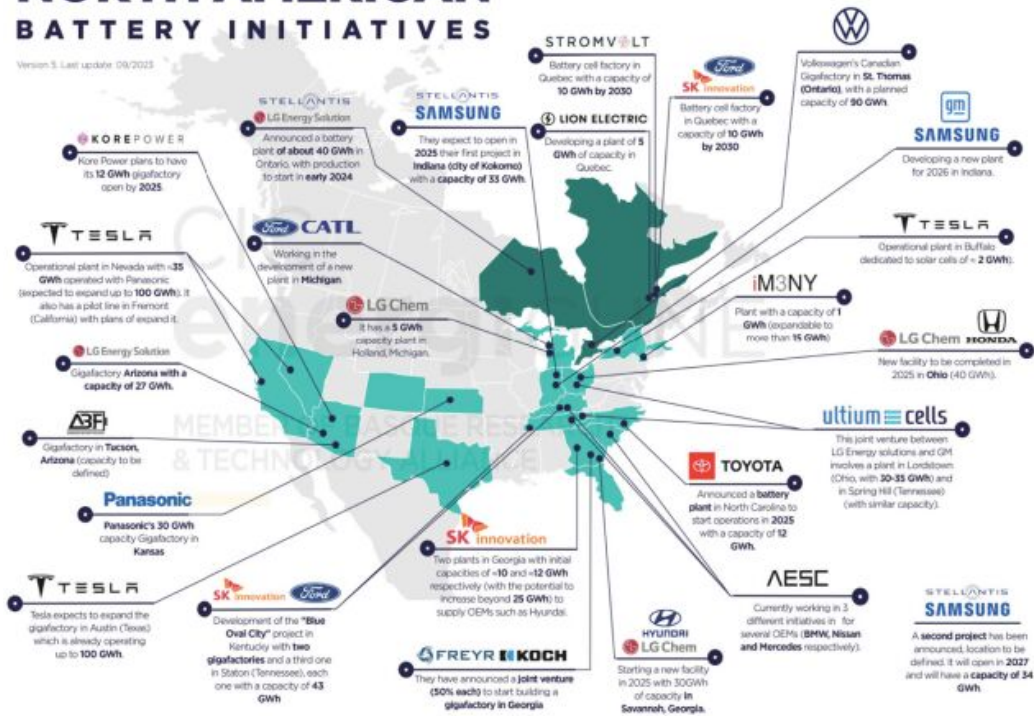 NORTH AMERICAN
BATTERY INITIATIVES
Version 5. Last update: 09/2023
STROMVOLT
Battery cell factory in
Quebec with a capacity of
10 GWh by 2030
Ford
SK innovation
Battery cell factory
in Quebec with a
capacity of 10 GWh
by 2030
Volkswagen's Canadian
Gigafactory in St. Thomas
(Ontario), with a planned
capacity of 90 GWh.
gm
SAMSUNG
Developing a new plant
for 2026 in Indiana.
STELLANTIS
LG Energy Solution
Announced a battery
plant of about 40 GWh in
Ontario, with production
to start in early 2024
STELLANTIS
SAMSUNG
They expect to open in
2025 their first project in
Indiana (city of Kokomo)
with a capacity of 33 GWh.
LION ELECTRIC
Developing a plant of 5
GWh of capacity in
Quebec.
KOREPOWER
Kore Power plans to have
its 12 GWh gigafactory
open by 2025.
TESLA
Operational plant in Nevada with ≈35
GWh operated with Panasonic
(expected to expand up to 100 GWh). It
also has a pilot line in Fremont
(California) with plans of expand it.
Ford CATL
Working in the
development of a new
plant in Michigan.
TESLA
Operational plant in Buffalo
dedicated to solar cells of ≈ 2 GWh).
iM3NY
Plant with a capacity of 1
GWh (expandable to
more than 15 GWh)
LG Chem
It has a 5 GWh
capacity plant in
Holland, Michigan.
LG Chem HONDA
New facility to be completed in
2025 in Ohio (40 GWh).
LG Energy Solution
Gigafactory Arizona with a
capacity of 27 GWh.
ABF
Gigafactory in Tucson,
Arizona (capacity to be
defined)
ultium cells
This joint venture between
LG Energy solutions and GM
involves a plant in Lordstown
(Ohio, with 30-35 GWh) and
in Spring Hill (Tennessee)
(with similar capacity).
Panasonic
Panasonic's 30 GWh
capacity Gigafactory in
Kansas
TOYOTA
Announced a battery
plant in North Carolina to
start operations in 2025
with a capacity of 12
GWh.
SK innovation
Two plants in Georgia with initial
capacities of ≈10 and ≈12 GWh
respectively (with the potential to
increase beyond 25 GWh) to
supply OEMs such as Hyundai.
TESLA
Tesla expects to expand the
gigafactory in Austin (Texas)
which is already operating
up to 100 GWh.
SK innovation Ford
Development of the "Blue
Oval City" project in
Kentucky with two
gigafactories and a third one
in Staton (Tennessee), each
one with a capacity of 43
GWh
AESC
Currently working in 3
different initiatives in for
several OEMs (BMW, Nissan
and Mercedes respectively).
STELLANTIS
SAMSUNG
A second project has been
announced, location to be
defined. It will open in 2027
and will have a capacity of 34
GWh
FREYR KOCH
They have announced a joint venture
(50% each) to start building a
gigafactory in Georgia
HYUNDAI
LG Chem
Starting a new facility
in 2025 with 30GWh
of capacity in
Savannah, Georgia.
MEMBER OF BASQUE RESEARCH
& TECHNOLOGY ALLIANCE